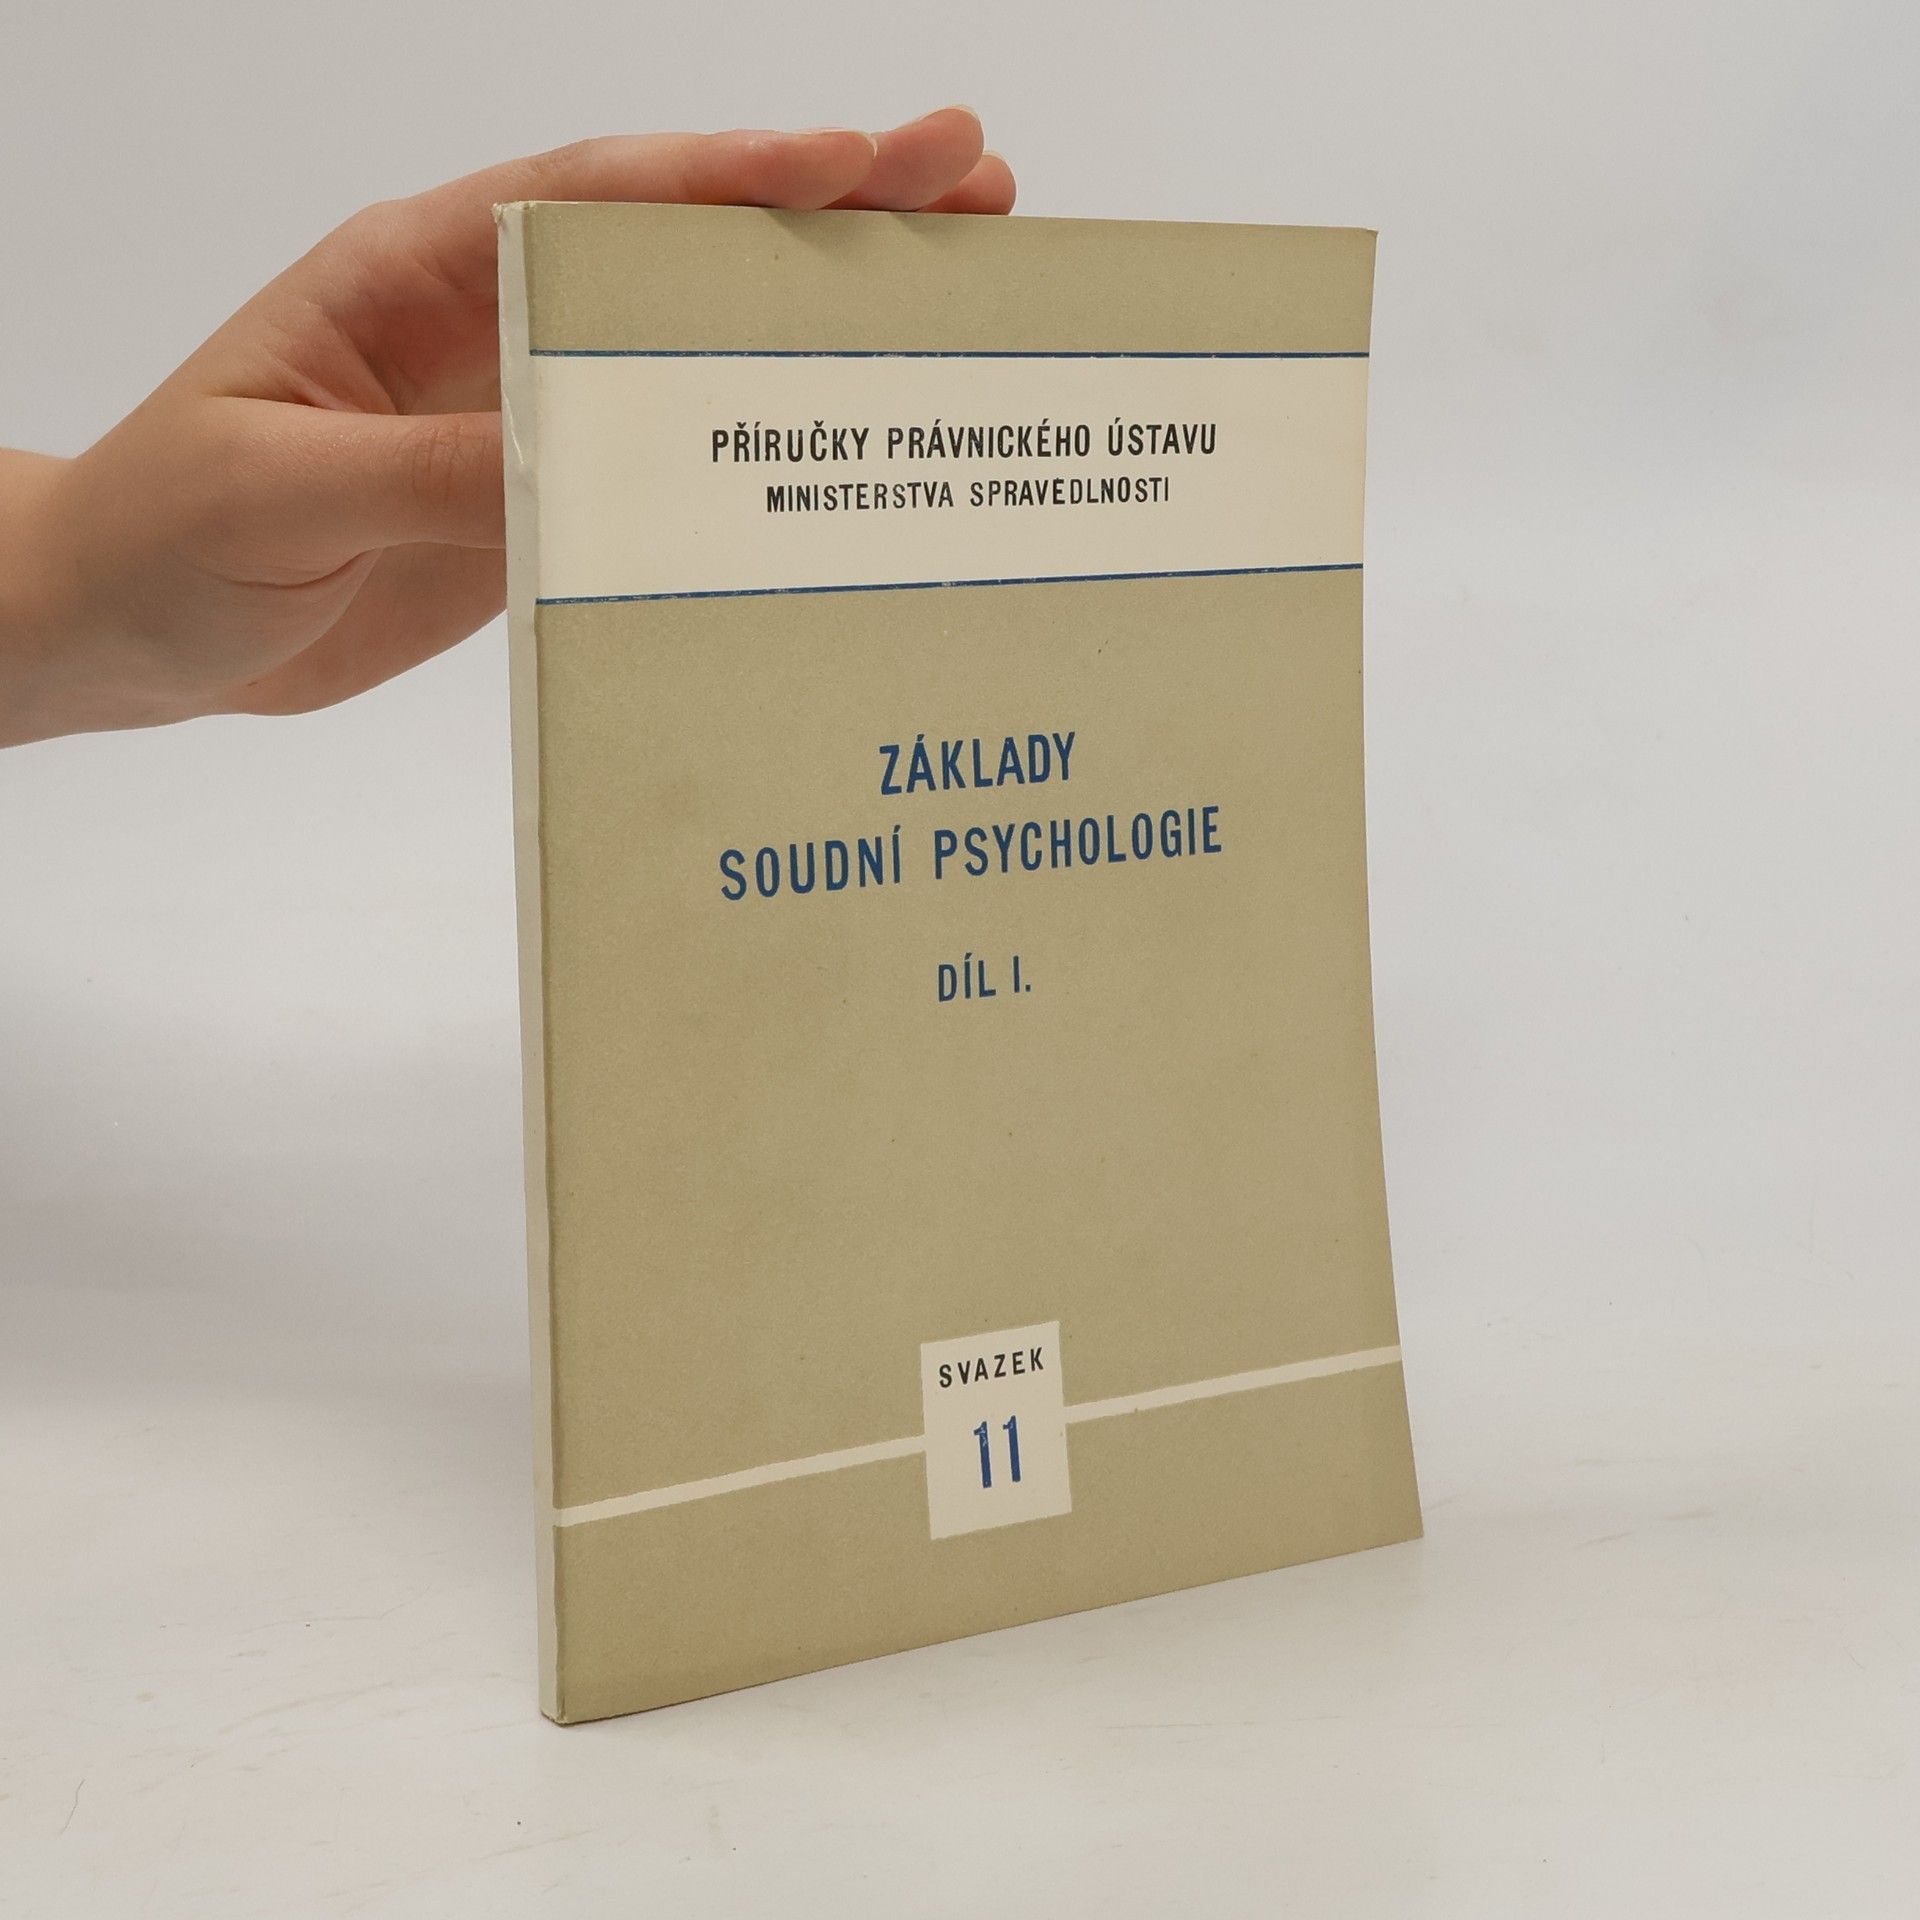 PŘÍRUČKY PRÁVNICKÉHO ÚSTAVU
MINISTERSTVA SPRAVEDLNOSTI
ZÁKLADY
SOUDNÍ PSYCHOLOGIE
DÍL I.
SVAZEK
11